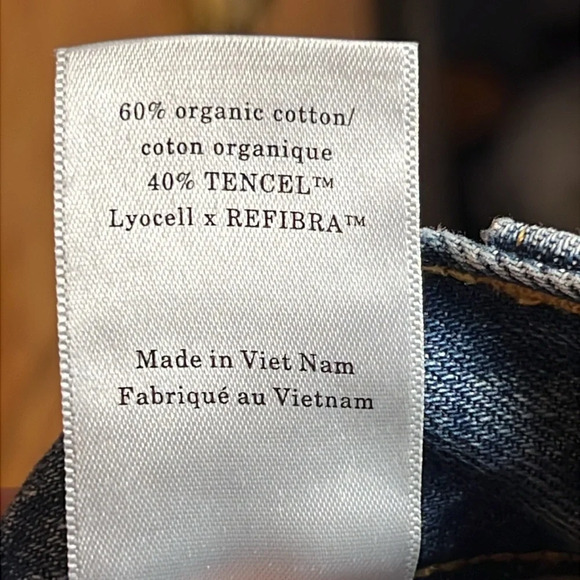 60% organic cotton/
coton organique
40% TENCEL™
Lyocell x REFIBRA™
Made in Viet Nam
Fabriqué au Vietnam